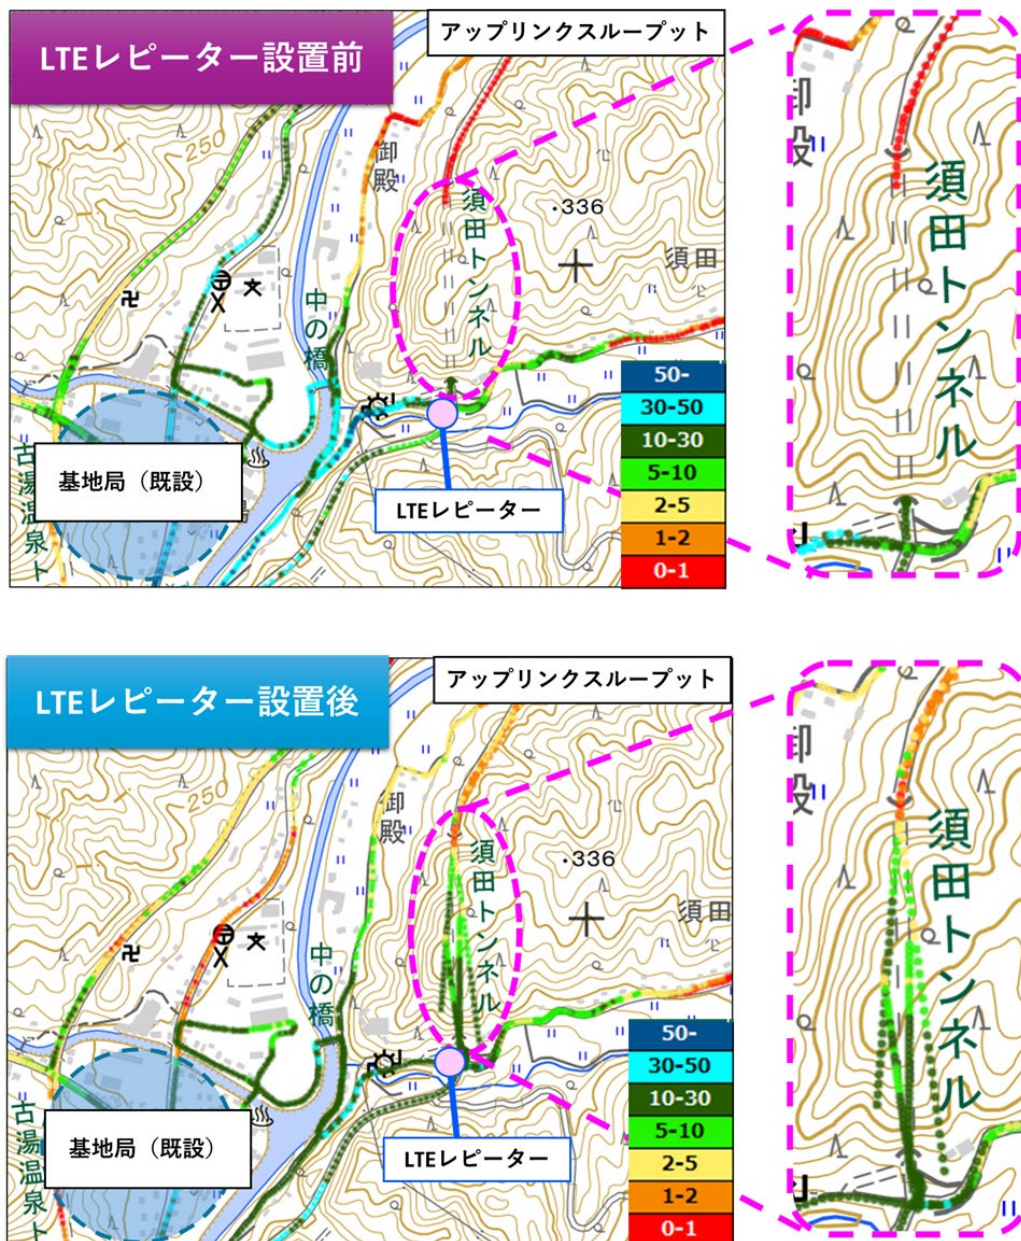 LTEレピーター設置前
アップリンクスループット
250
御殿
須田トンネル
・336
須田
中の橋
古湯温泉
基地局（既設）
LTEレピーター
50-
30-50
10-30
5-10
2-5
1-2
0-1
御殿
須田トンネル
LTEレピーター設置後
アップリンクスループット
250
御殿
須田トンネル
・336
須田
中の橋
古湯温泉
基地局（既設）
LTEレピーター
50-
30-50
10-30
5-10
2-5
1-2
0-1
須田トンネル